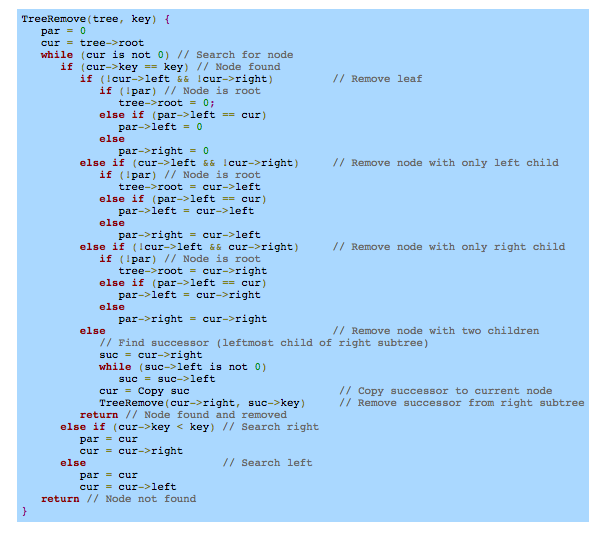 TreeRemove(tree, key) {
   par = 0
   cur = tree->root
   while (cur is not 0) // Search for node
      if (cur->key == key) // Node found
         if (!cur->left && !cur->right)         // Remove leaf
            if (!par) // Node is root
               tree->root = 0;
            else if (par->left == cur)
               par->left = 0
            else
               par->right = 0
         else if (cur->left && !cur->right)     // Remove node with only left child
            if (!par) // Node is root
               tree->root = cur->left
            else if (par->left == cur)
               par->left = cur->left
            else
               par->right = cur->left
         else if (!cur->left && cur->right)     // Remove node with only right child
            if (!par) // Node is root
               tree->root = cur->right
            else if (par->left == cur)
               par->left = cur->right
            else
               par->right = cur->right
         else                                   // Remove node with two children
            // Find successor (leftmost child of right subtree)
            suc = cur->right
            while (suc->left is not 0)
               suc = suc->left
            cur = Copy suc                       // Copy successor to current node
            TreeRemove(cur->right, suc->key)     // Remove successor from right subtree
         return // Node found and removed
      else if (cur->key < key) // Search right
         par = cur
         cur = cur->right
      else                     // Search left
         par = cur
         cur = cur->left
   return // Node not found
}